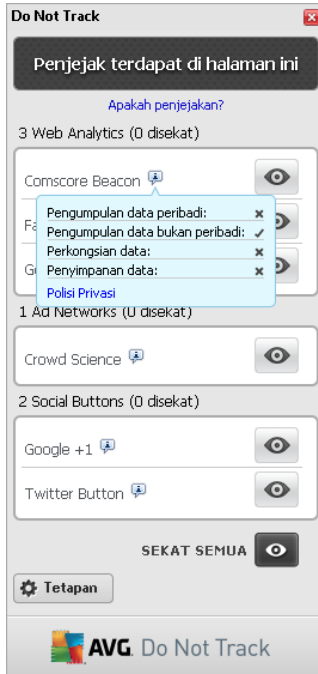 Do Not Track
Penjejak terdapat di halaman ini
Apakah penjejakan?
3 Web Analytics (0 disekat)
Comscore Beacon
Pengumpulan data peribadi:
Pengumpulan data bukan peribadi:
Perkongsian data:
Penyimpanan data:
Polisi Privasi
1 Ad Networks (0 disekat)
Crowd Science
2 Social Buttons (0 disekat)
Google +1
Twitter Button
SEKAT SEMUA
Tetapan
AVG. Do Not Track